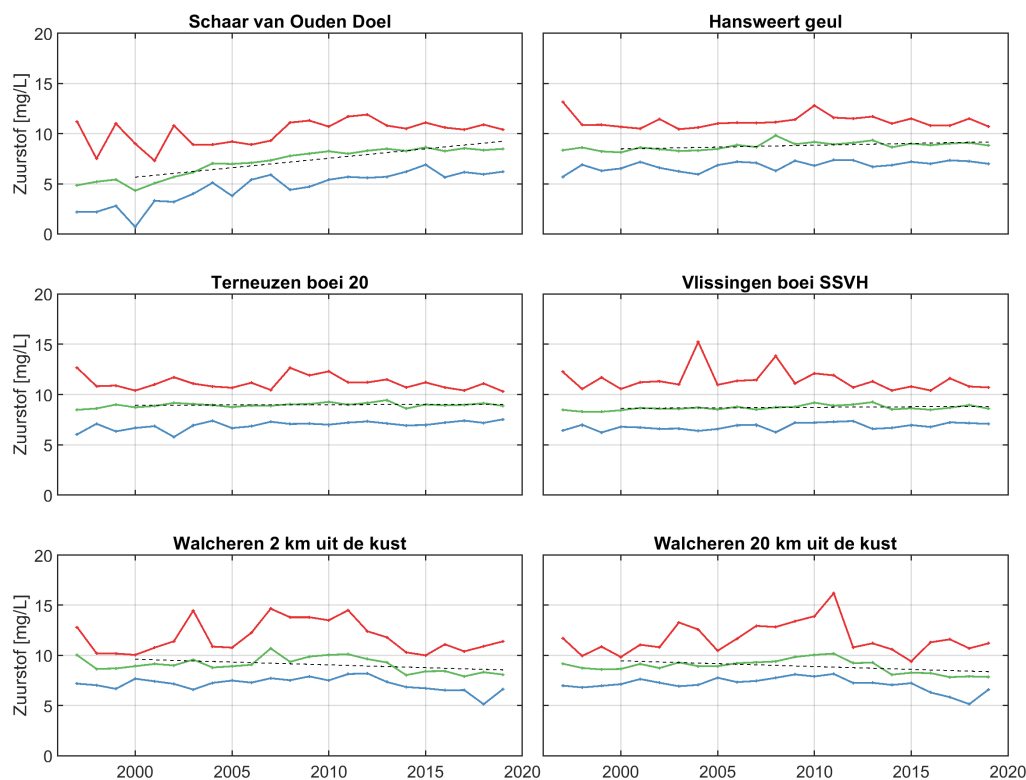 Schaar van Ouden Doel
Hansweert geul
Zuurstof [mg/L]
20
15
10
5
0
Terneuzen boei 20
Vlissingen boei SSVH
Zuurstof [mg/L]
20
15
10
5
0
Walcheren 2 km uit de kust
Walcheren 20 km uit de kust
Zuurstof [mg/L]
20
15
10
5
0
2000
2005
2010
2015
2020
2000
2005
2010
2015
2020